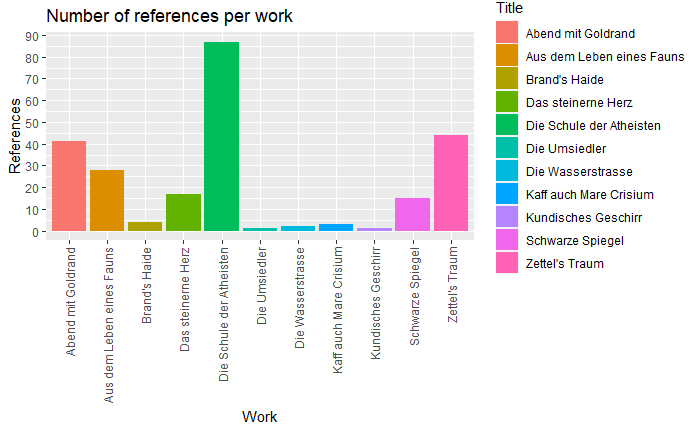 Number of references per work
References
90
80
70
60
50
40
30
20
10
0
Abend mit Goldrand
Aus dem Leben eines Fauns
Brand's Haide
Das steinerne Herz
Die Schule der Atheisten
Die Umsiedler
Die Wasserstrasse
Kaff auch Mare Crisium
Kundisches Geschirr
Schwarze Spiegel
Zettel's Traum
Work
Title
Abend mit Goldrand
Aus dem Leben eines Fauns
Brand's Haide
Das steinerne Herz
Die Schule der Atheisten
Die Umsiedler
Die Wasserstrasse
Kaff auch Mare Crisium
Kundisches Geschirr
Schwarze Spiegel
Zettel's Traum